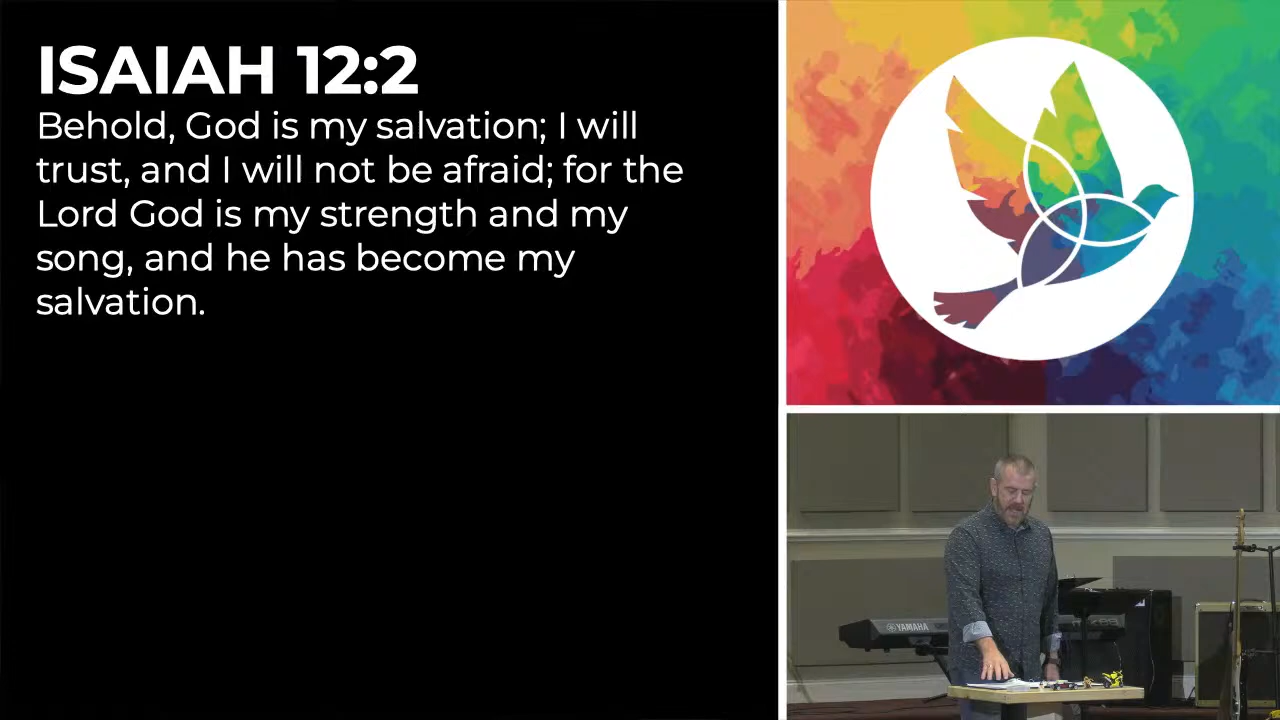 ISAIAH 12:2
Behold, God is my salvation; I will
trust, and I will not be afraid; for the
Lord God is my strength and my
song, and he has become my
salvation.
YAMAHA